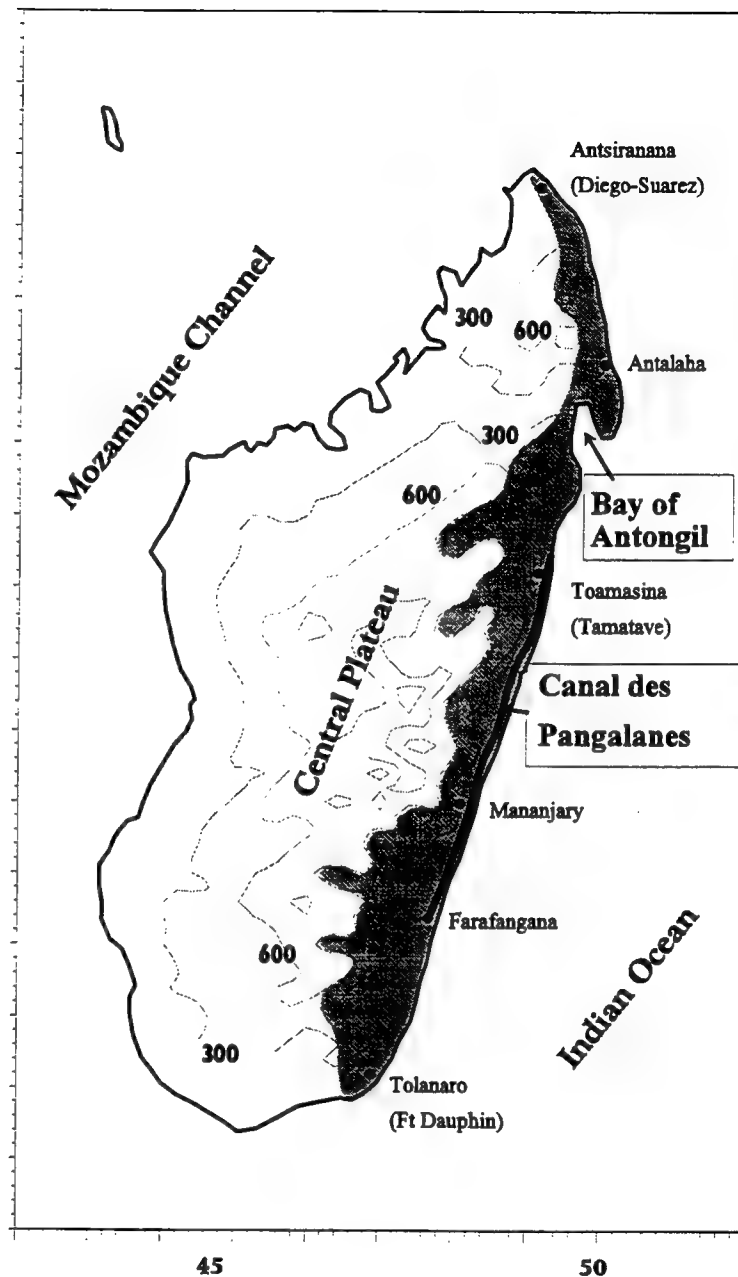 Antsiranana
(Diego-Suarez)
Mozambique Channel
300
600
Antalaha
300
600
Bay of
Antongil
Toamasina
(Tamatave)
Central Plateau
Canal des
Pangalanes
Mananjary
Farafangana
600
Indian Ocean
300
Tolanaro
(Ft Dauphin)
45
50